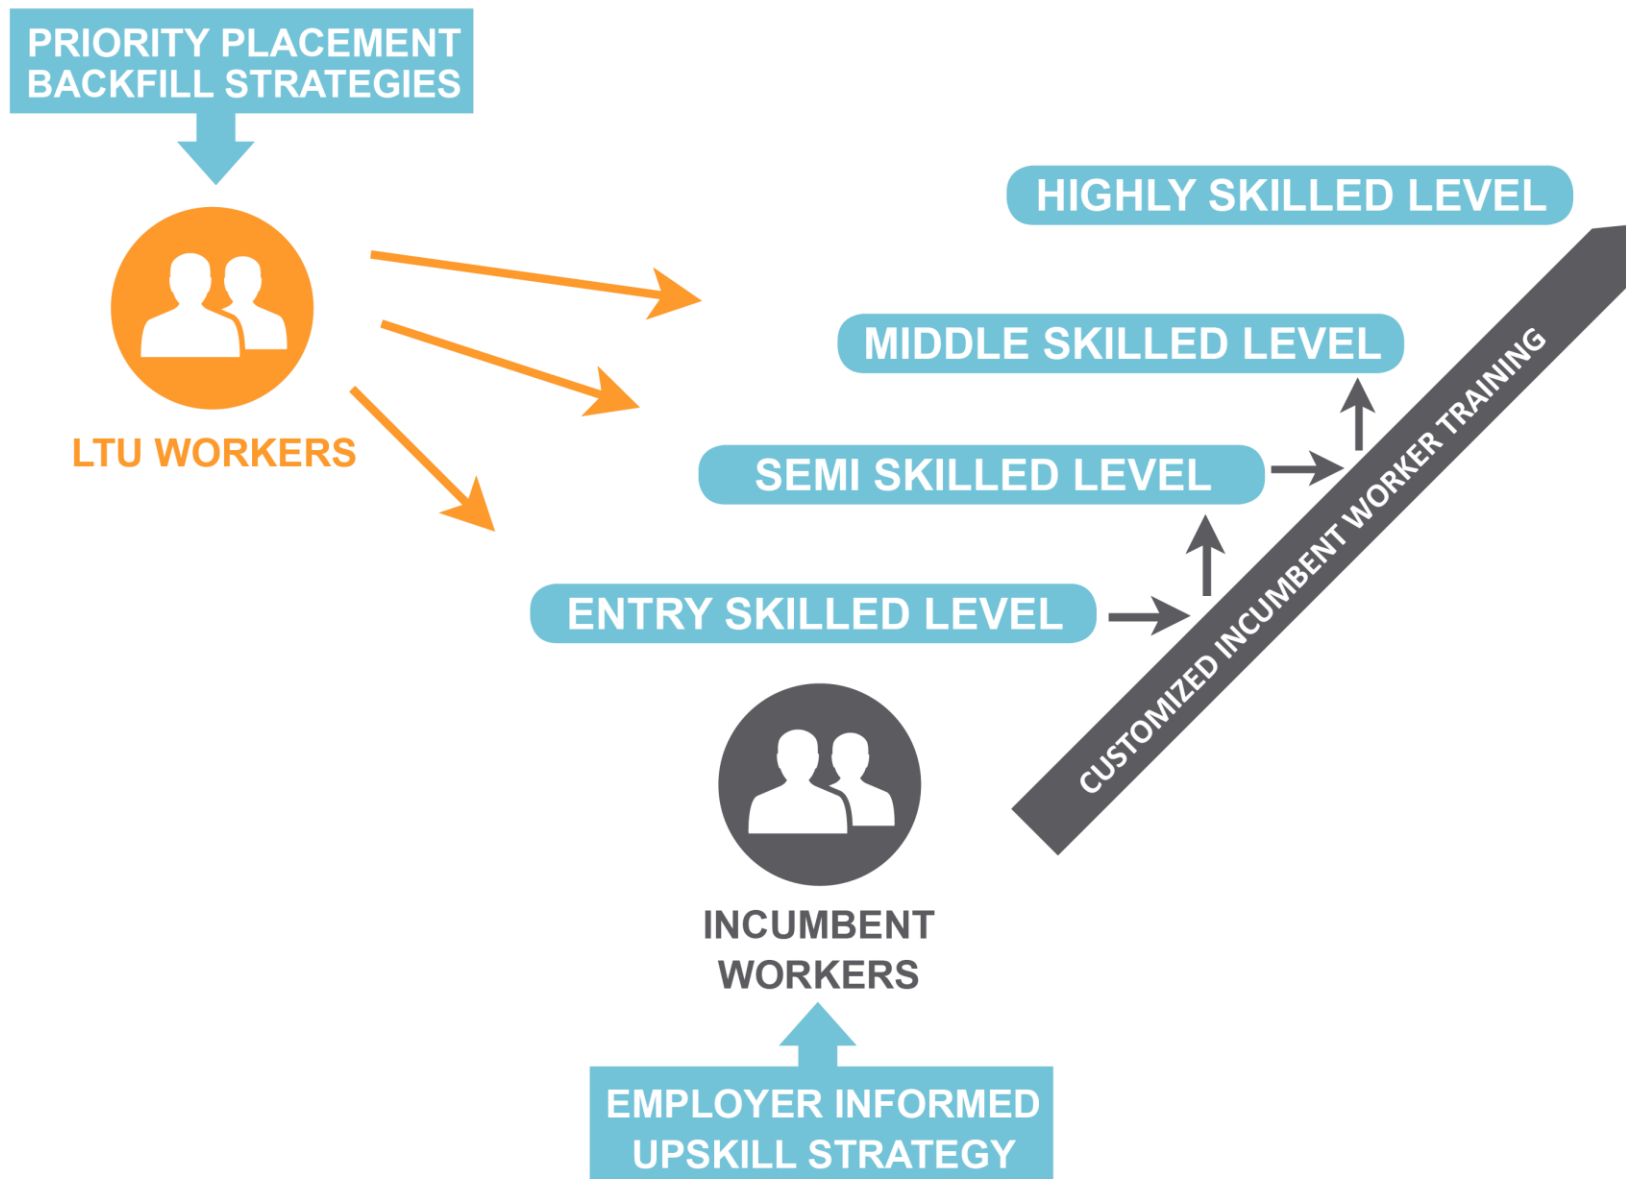 PRIORITY PLACEMENT
BACKFILL STRATEGIES
LTU WORKERS
HIGHLY SKILLED LEVEL
MIDDLE SKILLED LEVEL
SEMI SKILLED LEVEL
ENTRY SKILLED LEVEL
CUSTOMIZED INCUMBENT WORKER TRAINING
INCUMBENT
WORKERS
EMPLOYER INFORMED
UPSKILL STRATEGY